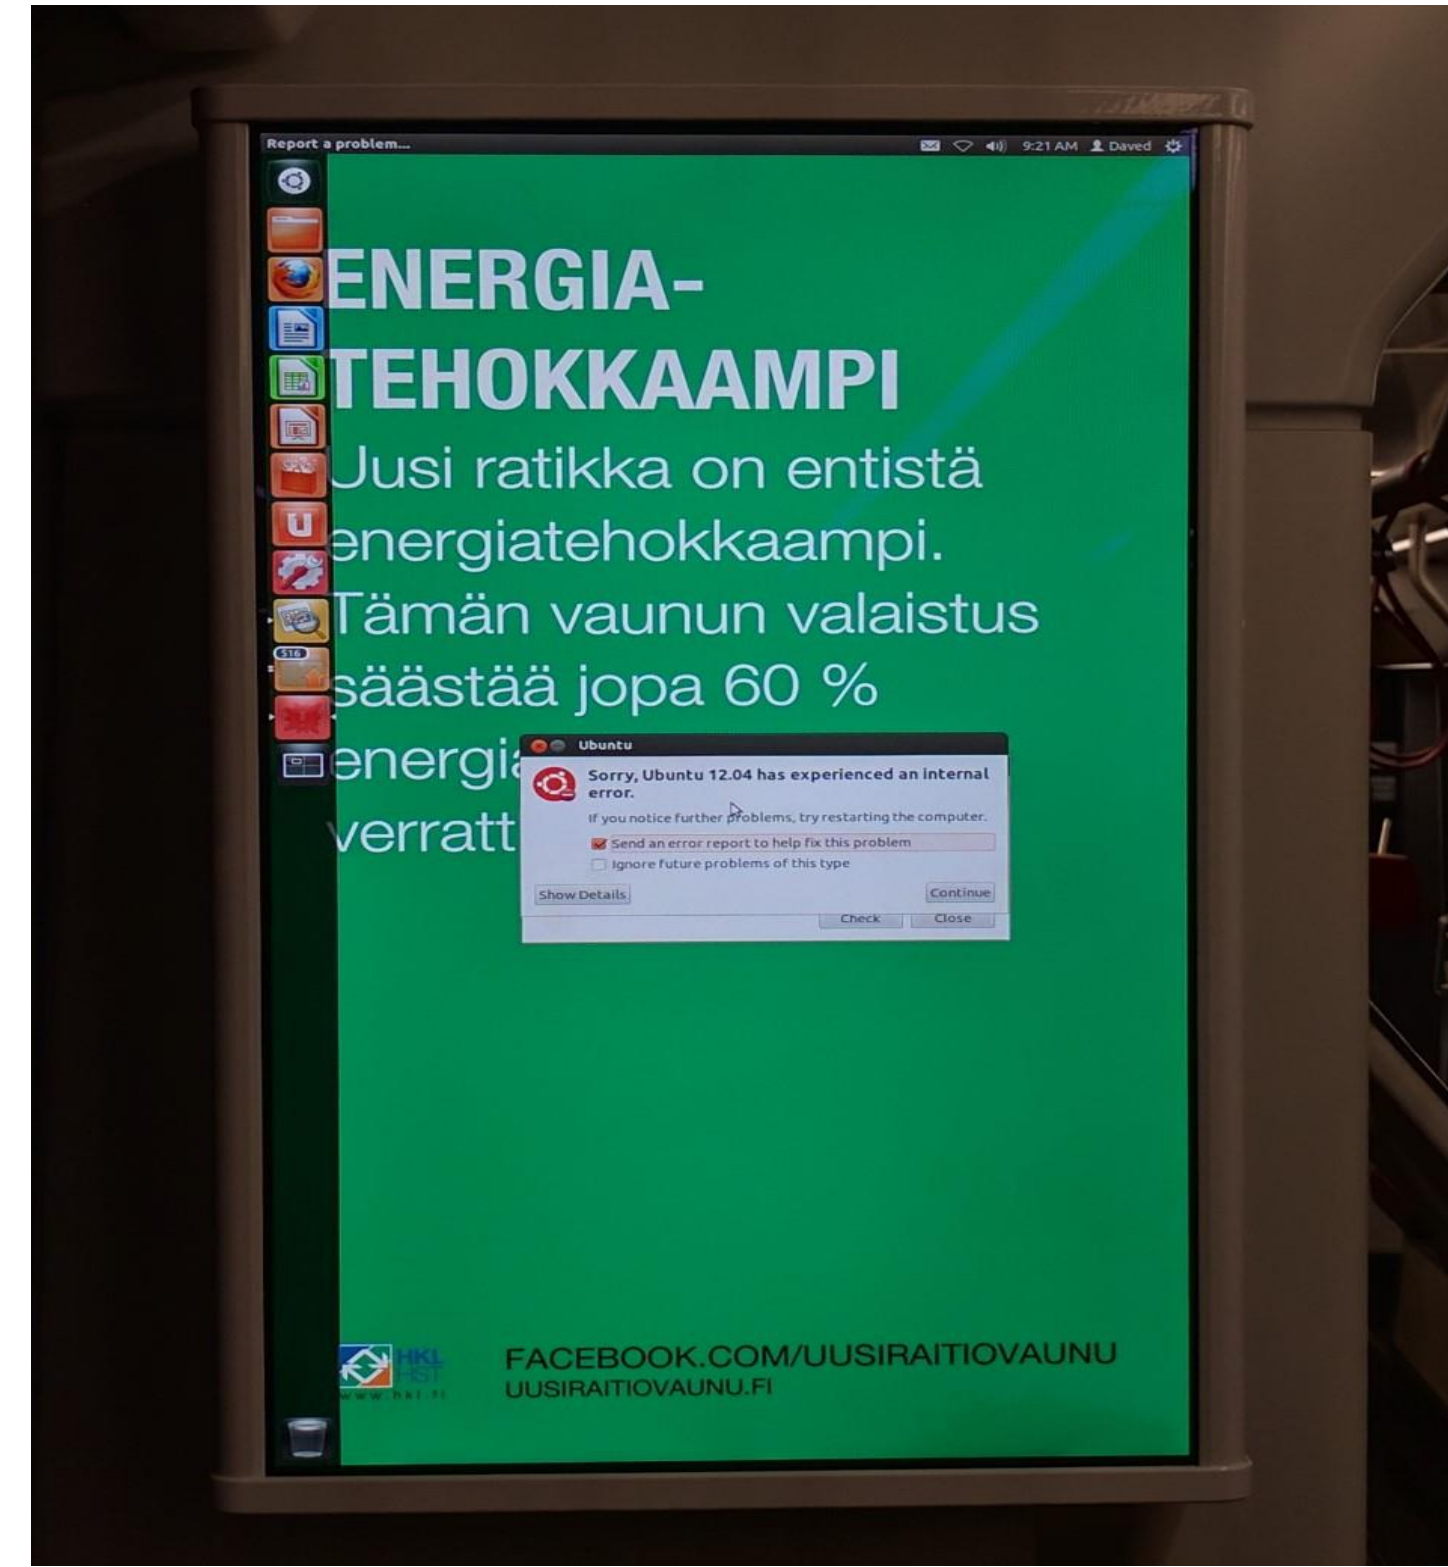 Report a problem...
9:21 AM Daved
ENERGIA-
TEHOKKAAMPI
Uusi ratikka on entistä
energiatehokkaampi.
Tämän vaunun valaistus
säästää jopa 60 %
516
energia
verratt
Ubuntu
Sorry, Ubuntu 12.04 has experienced an internal
error.
If you notice further problems, try restarting the computer.
Send an error report to help fix this problem
Ignore future problems of this type
Show Details
Continue
Check Close
HKL
HST
www.hkl.fi
FACEBOOK.COM/UUSIRAITIOVAUNU
UUSIRAITIOVAUNU.FI